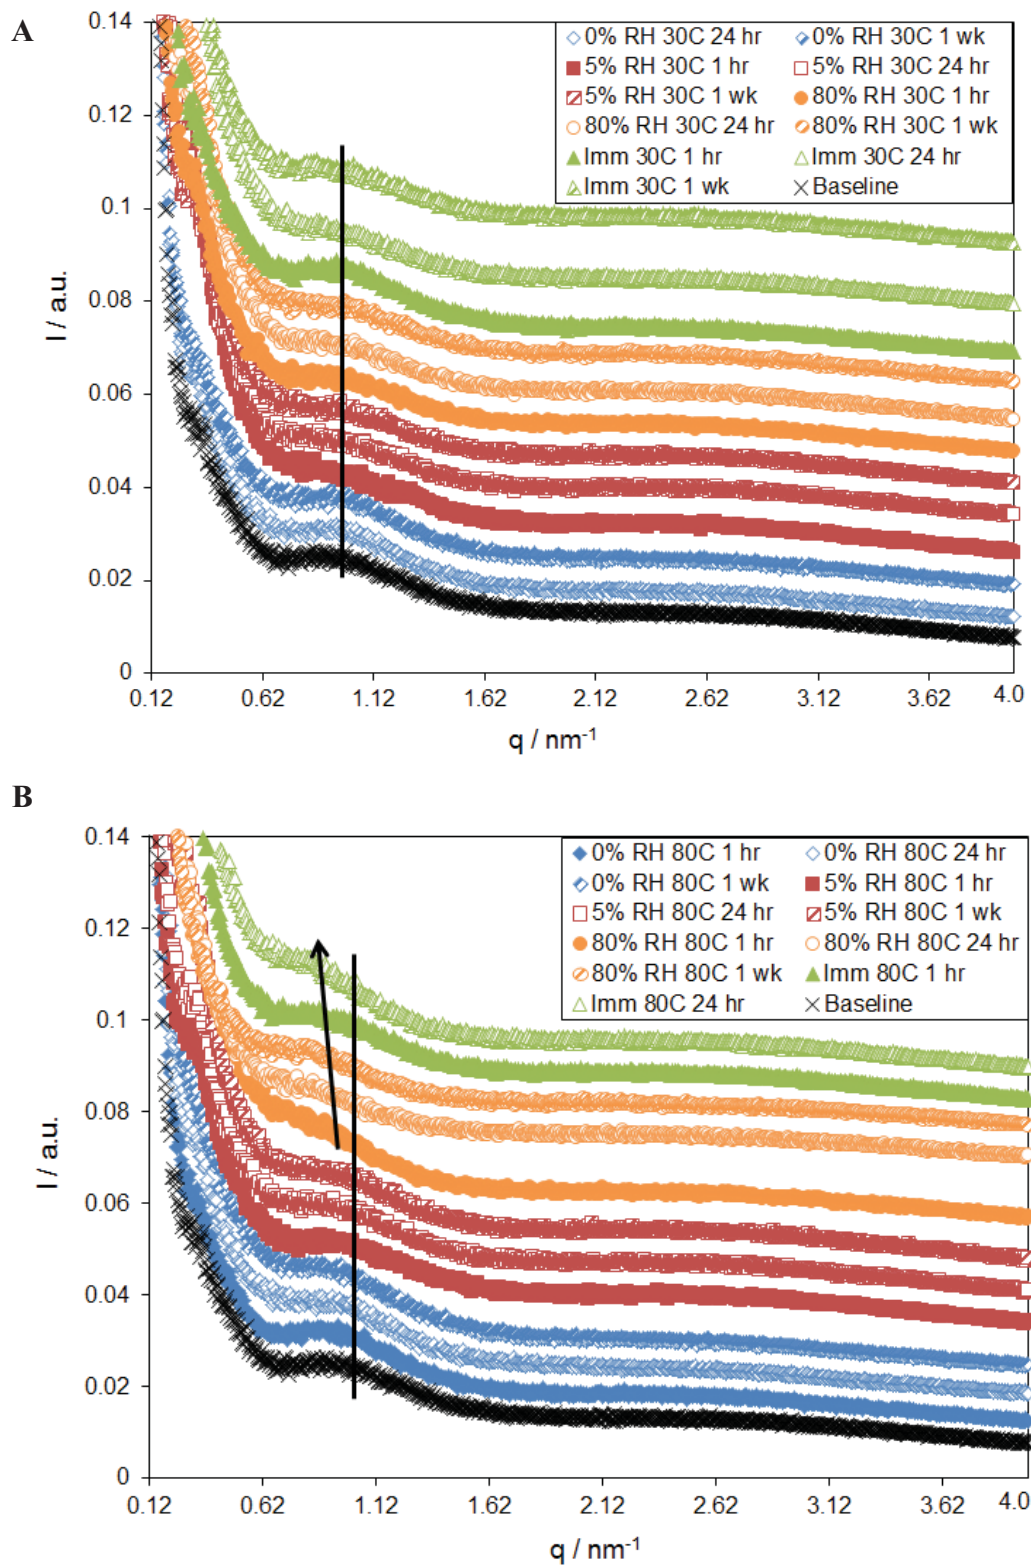 A
0.14
0.12
0.1
0.08
0.06
0.04
0.02
0
I / a.u.
0% RH 30C 24 hr 0% RH 30C 1 wk
5% RH 30C 1 hr 5% RH 30C 24 hr
5% RH 30C 1 wk 80% RH 30C 1 hr
80% RH 30C 24 hr 80% RH 30C 1 wk
Imm 30C 1 hr Imm 30C 24 hr
Imm 30C 1 wk Baseline
0.12 0.62 1.12 1.62 2.12 2.62 3.12 3.62 4.0
q / nm⁻¹
B
0.14
0.12
0.1
0.08
0.06
0.04
0.02
0
I / a.u.
0% RH 80C 1 hr 0% RH 80C 24 hr
0% RH 80C 1 wk 5% RH 80C 1 hr
5% RH 80C 24 hr 5% RH 80C 1 wk
80% RH 80C 1 hr 80% RH 80C 24 hr
80% RH 80C 1 wk Imm 80C 1 hr
Imm 80C 24 hr Baseline
0.12 0.62 1.12 1.62 2.12 2.62 3.12 3.62 4.0
q / nm⁻¹